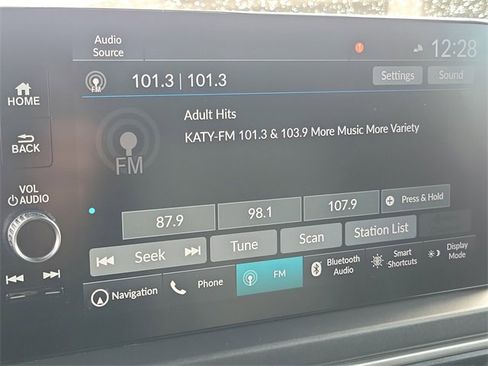 Audio
Source
12:28
101.3 | 101.3
Settings
Sound
FM
HOME
Adult Hits
KATY-FM 101.3 & 103.9 More Music More Variety
BACK
FM
VOL
AUDIO
87.9
98.1
107.9
Press & Hold
Seek
Tune
Scan
Station List
Navigation
Phone
FM
Bluetooth
Audio
Smart
Shortcuts
Display
Mode